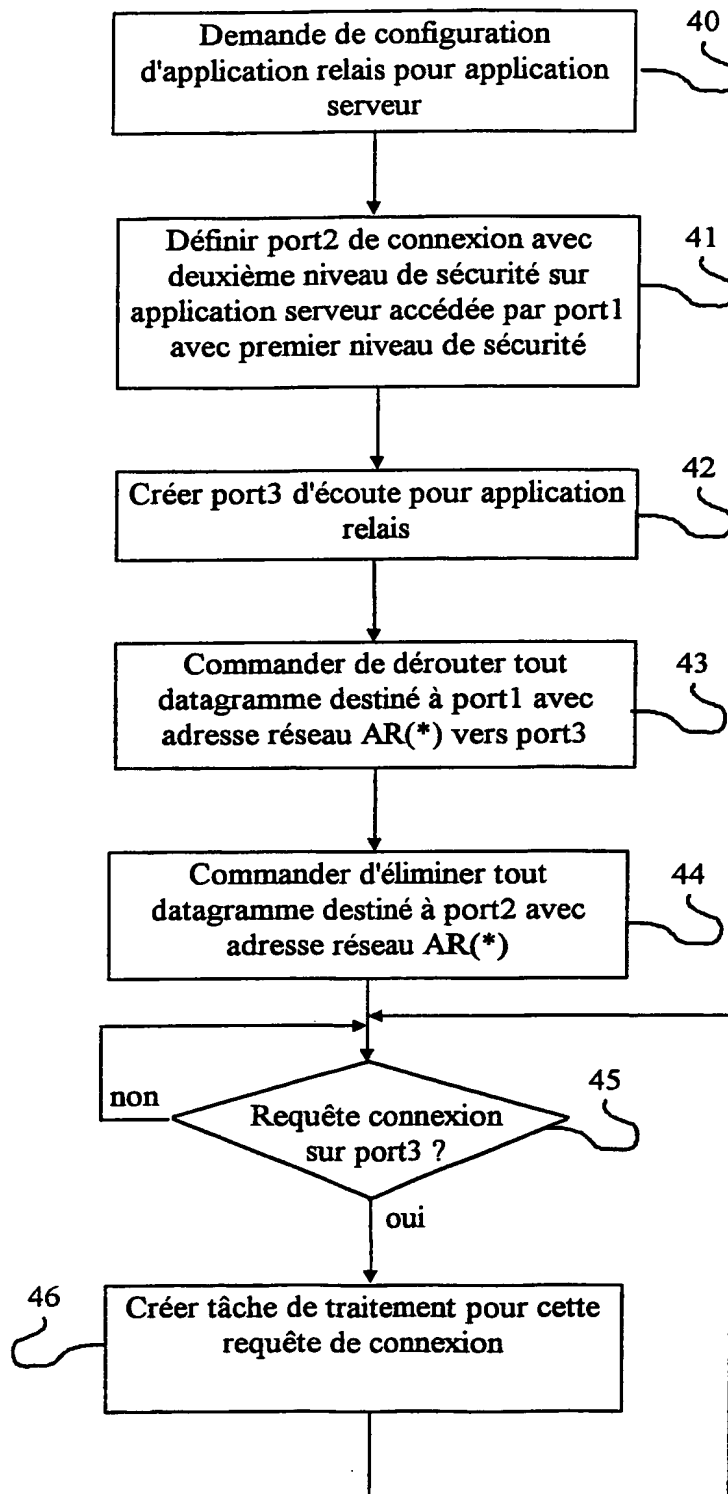 Demande de configuration
d'application relais pour application
serveur
40
Définir port2 de connexion avec
deuxième niveau de sécurité sur
application serveur accédée par port1
avec premier niveau de sécurité
41
Créer port3 d'écoute pour application
relais
42
Commander de dérouter tout
datagramme destiné à port1 avec
adresse réseau AR(*) vers port3
43
Commander d'éliminer tout
datagramme destiné à port2 avec
adresse réseau AR(*)
44
non
Requête connexion
sur port3 ?
45
oui
46
Créer tâche de traitement pour cette
requête de connexion